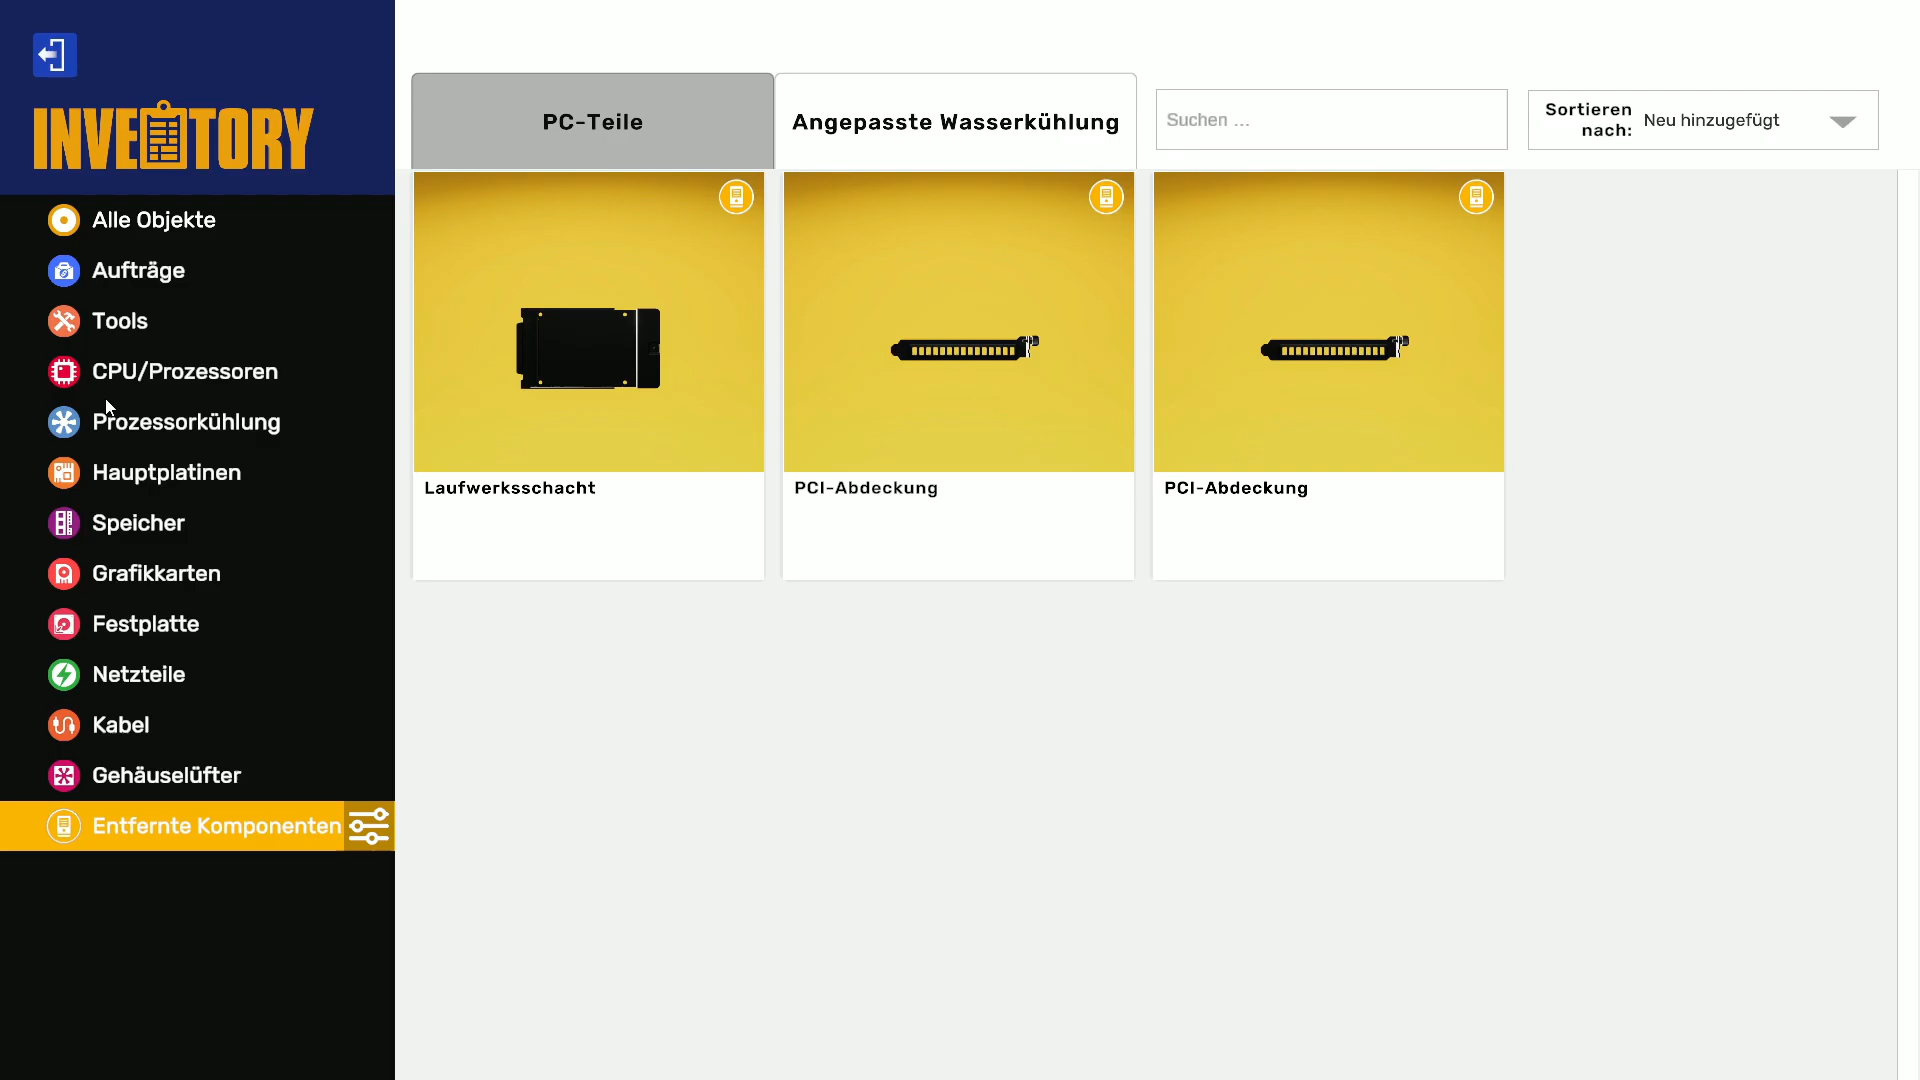 INVENTORY
Alle Objekte
Aufträge
Tools
CPU/Prozessoren
Prozessorkühlung
Hauptplatinen
Speicher
Grafikkarten
Festplatte
Netzteile
Kabel
Gehäuselüfter
Entfernte Komponenten
PC-Teile
Angepasste Wasserkühlung
Suchen ...
Sortieren
nach:
Neu hinzugefügt
Laufwerksschacht
PCI-Abdeckung
PCI-Abdeckung